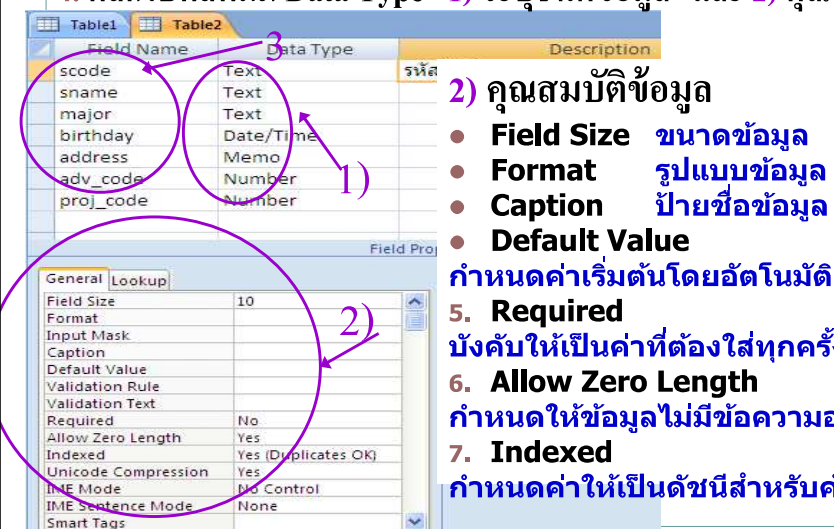 Data Type 1) 2)
Table1 Table2
Field Name Data Type Description
3
scode Text รหัส
sname Text
major Text
birthday Date/Time
address Memo
adv_code Number
proj_code Number
1)
General Lookup
Field Size 10
Format
Input Mask
Caption
Default Value
Validation Rule
Validation Text
Required No
Allow Zero Length Yes
Indexed Yes (Duplicates OK)
Unicode Compression Yes
IME Mode No Control
IME Sentence Mode None
Smart Tags
2)
2) คุณสมบัติข้อมูล
● Field Size ขนาดข้อมูล
● Format รูปแบบข้อมูล
● Caption ป้ายชื่อข้อมูล
● Default Value
กำหนดค่าเริ่มต้นโดยอัตโนมัติ
5. Required
บังคับให้เป็นค่าที่ต้องใส่ทุกครั้ง
6. Allow Zero Length
กำหนดให้ข้อมูลไม่มีข้อความ
7. Indexed
กำหนดค่าให้เป็นดัชนีสำหรับ